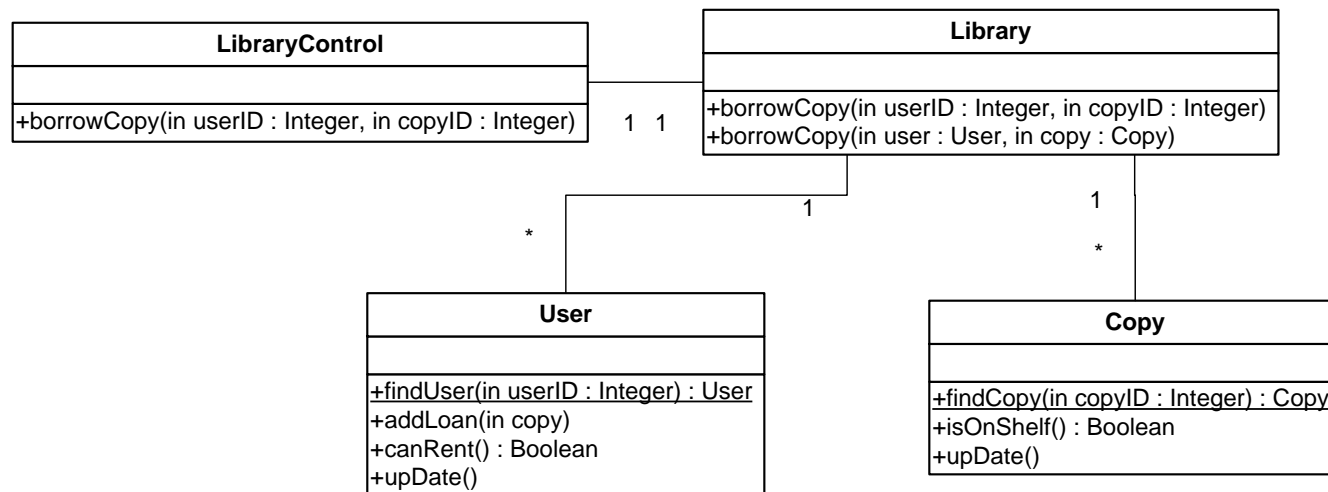 LibraryControl
+borrowCopy(in userID : Integer, in copyID : Integer)
Library
+borrowCopy(in userID : Integer, in copyID : Integer)
+borrowCopy(in user : User, in copy : Copy)
1 1
1
*
1
*
User
+findUser(in userID : Integer) : User
+addLoan(in copy)
+canRent() : Boolean
+upDate()
Copy
+findCopy(in copyID : Integer) : Copy
+isOnShelf() : Boolean
+upDate()